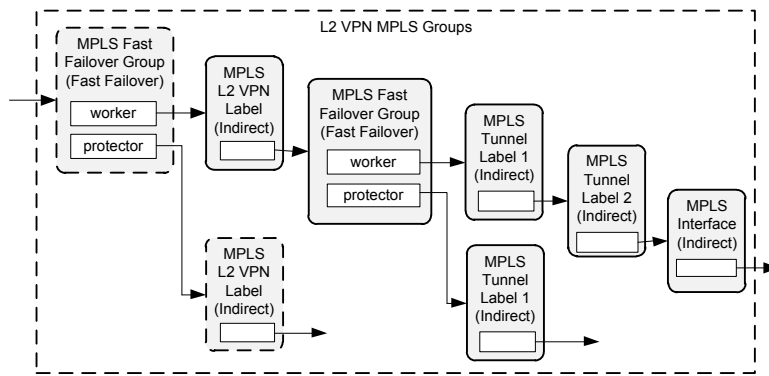 L2 VPN MPLS Groups
MPLS Fast
Failover Group
(Fast Failover)
worker
protector
MPLS
L2 VPN
Label
(Indirect)
MPLS Fast
Failover Group
(Fast Failover)
worker
protector
MPLS
Tunnel
Label 1
(Indirect)
MPLS
Tunnel
Label 2
(Indirect)
MPLS
Interface
(Indirect)
MPLS
L2 VPN
Label
(Indirect)
MPLS
Tunnel
Label 1
(Indirect)